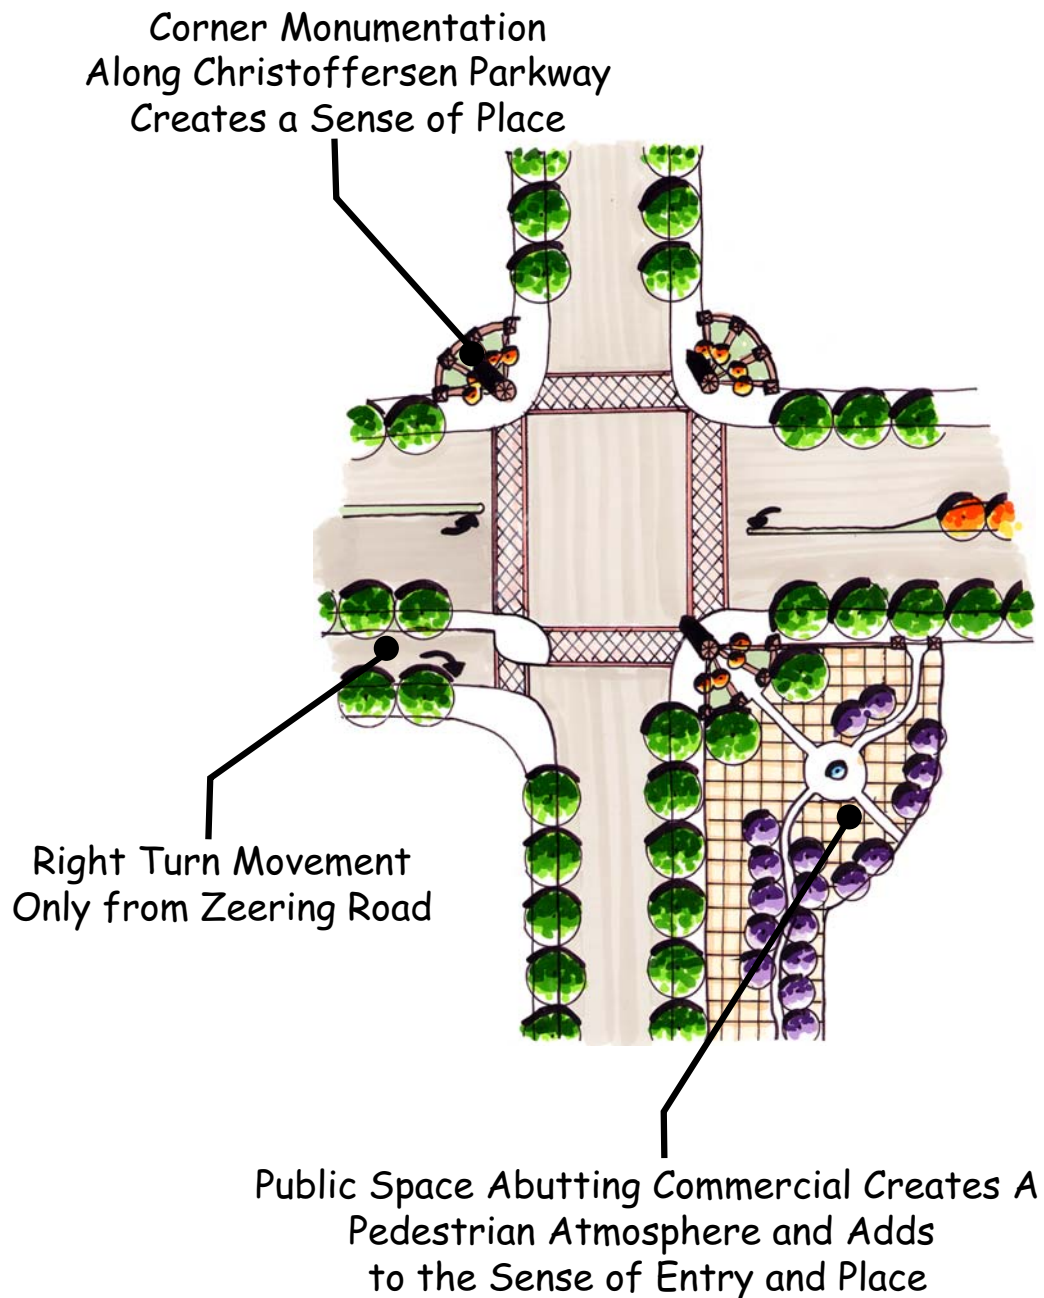 Corner Monumentation
Along Christoffersen Parkway
Creates a Sense of Place
Right Turn Movement
Only from Zeering Road
Public Space Abutting Commercial Creates A
Pedestrian Atmosphere and Adds
to the Sense of Entry and Place